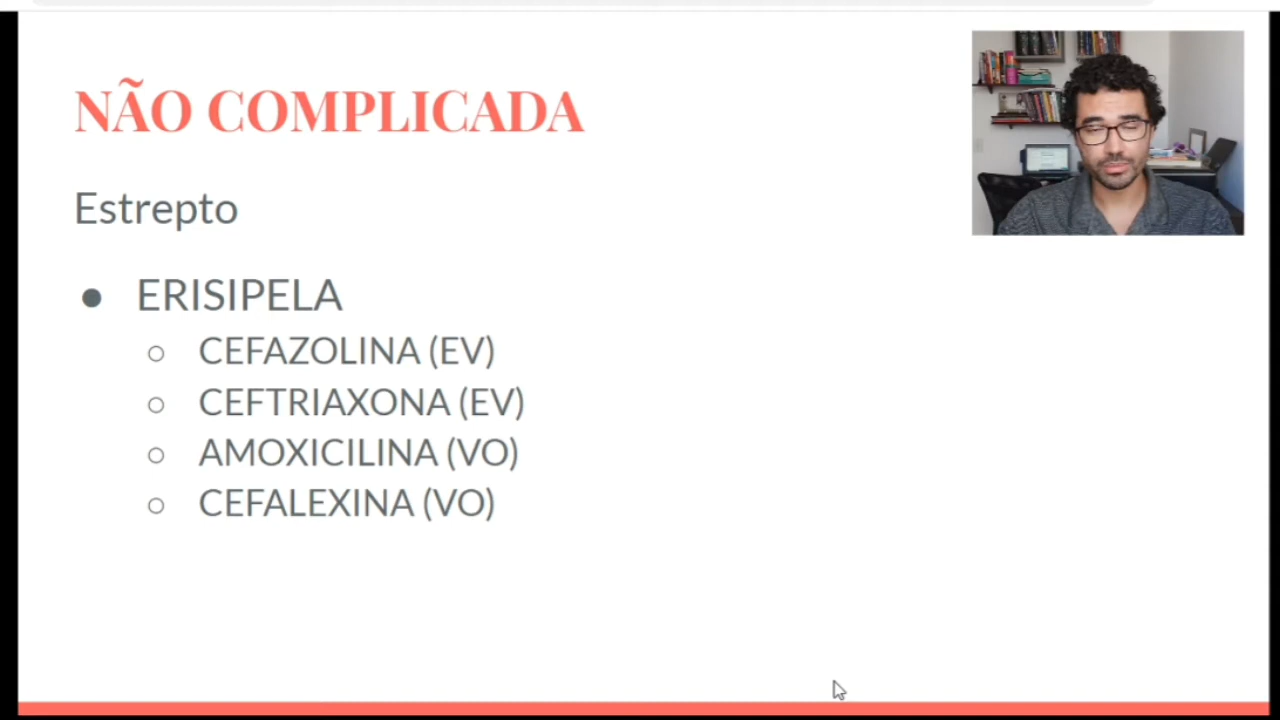 NÃO COMPLICADA
Estrepto
● ERISIPELA
○ CEFAZOLINA (EV)
○ CEFTRIAXONA (EV)
○ AMOXICILINA (VO)
○ CEFALEXINA (VO)